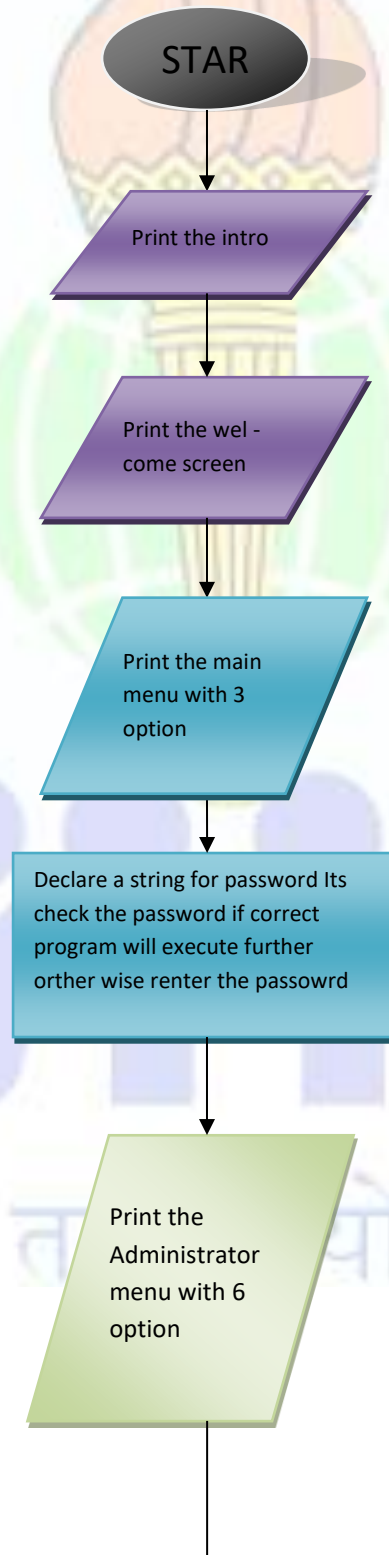 STAR
Print the intro
Print the wel -
come screen
Print the main
menu with 3
option
Declare a string for password Its
check the password if correct
program will execute further
orther wise renter the passowrd
Print the
Administrator
menu with 6
option